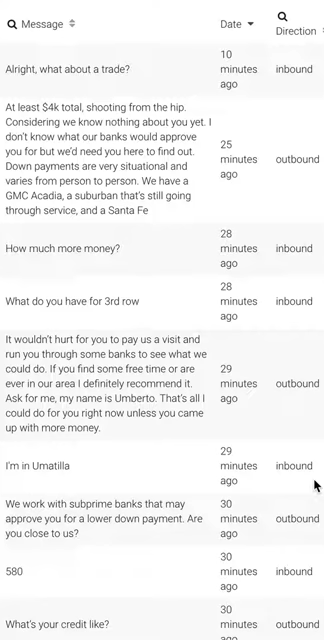 Message
Date
Direction
10
Alright, what about a trade?
minutes
inbound
ago
At least $4k total, shooting from the hip.
Considering we know nothing about you yet. I
don't know what our banks would approve
you for but we'd need you here to find out.
Down payments are very situational and
varies from person to person. We have a
GMC Acadia, a suburban that's still going
through service, and a Santa Fe
25
minutes
ago
outbound
How much more money?
28
minutes
ago
inbound
What do you have for 3rd row
28
minutes
ago
inbound
It wouldn't hurt for you to pay us a visit and
run you through some banks to see what we
could do. If you find some free time or are
ever in our area I definitely recommend it.
Ask for me, my name is Umberto. That's all I
could do for you right now unless you came
up with more money.
29
minutes
ago
outbound
I'm in Umatilla
29
minutes
ago
inbound
We work with subprime banks that may
approve you for a lower down payment. Are
you close to us?
30
minutes
ago
outbound
580
30
minutes
ago
inbound
What's your credit like?
30
minutes
ago
outbound